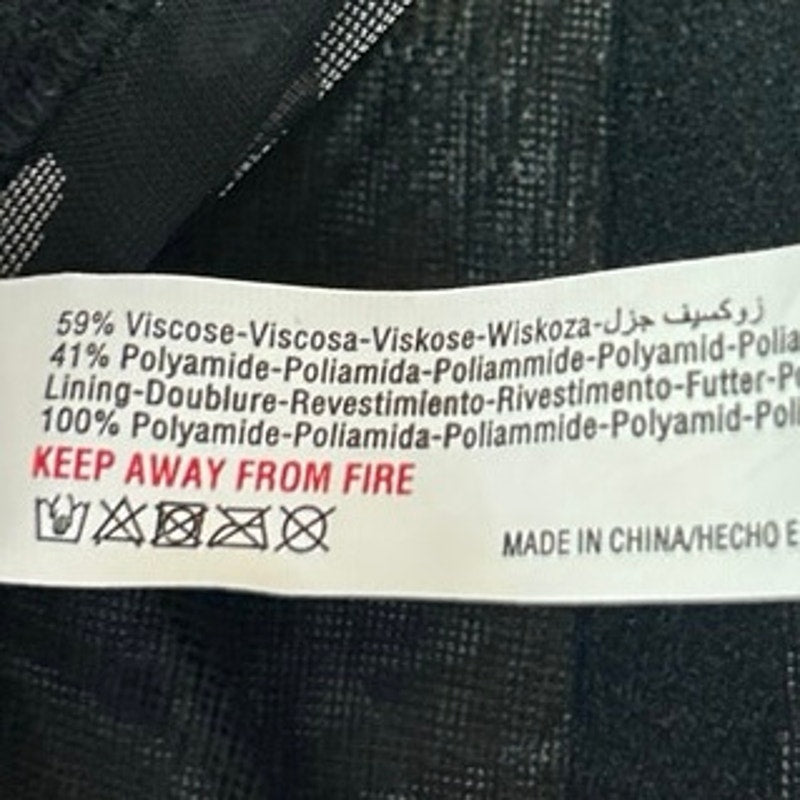 59% Viscose-Viscosa-Viskose-Wiskoza-زوكسيف جزل
41% Polyamide-Poliamida-Poliammide-Polyamid-Polia
Lining-Doublure-Revestimiento-Rivestimento-Futter-Po
100% Polyamide-Poliamida-Poliammide-Polyamid-Poli
KEEP AWAY FROM FIRE
MADE IN CHINA/HECHO E